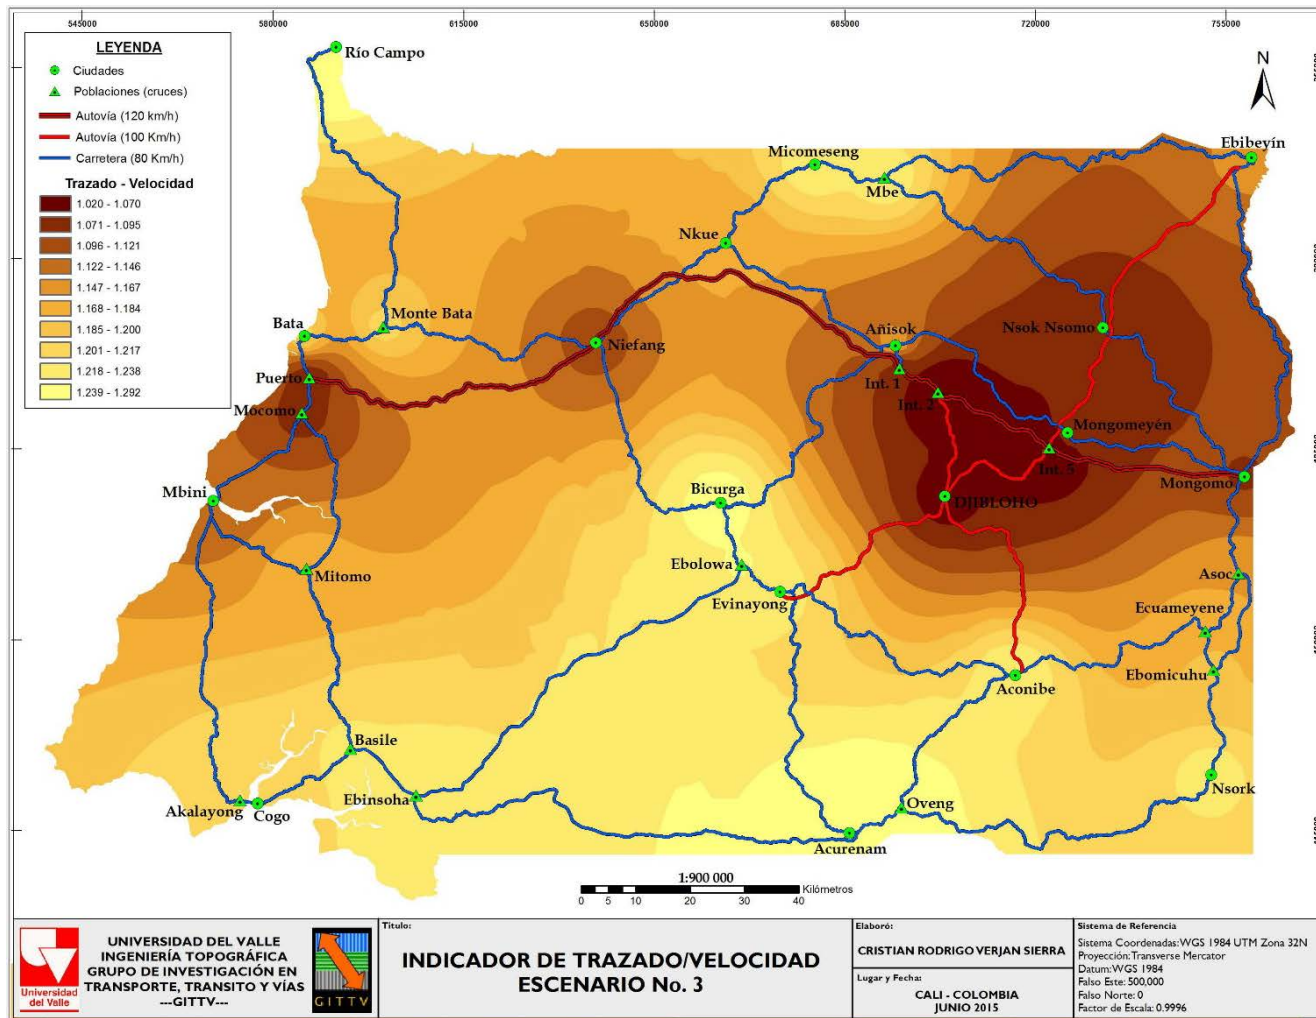 545000 580000 615000 650000 685000 720000 755000
LEYENDA
Ciudades
Poblaciones (cruces)
Autovía (120 km/h)
Autovía (100 Km/h)
Carretera (80 Km/h)
Trazado - Velocidad
1.020 - 1.070
1.071 - 1.095
1.096 - 1.121
1.122 - 1.146
1.147 - 1.167
1.168 - 1.184
1.185 - 1.200
1.201 - 1.217
1.218 - 1.238
1.239 - 1.292
N
Río Campo
Ebibeyín
Micomeseng
Mbe
Nkue
Monte Bata
Bata
Niefang
Añisok
Nsok Nsomo
Puerto
Int. 1
Int. 2
Mocomo
Mongomeyén
Int. 5
Mongomo
Mbini
Bicurga
DJIBLOHO
Ebolowa
Mitomo
Asoc
Evinayong
Ecuameyene
Ebomicuhu
Aconibe
Basile
Nsork
Ebinsoha
Oveng
Akalayong
Cogo
Acurenam
1:900 000
Kilómetros
0 5 10 20 30 40
Universidad
del Valle
UNIVERSIDAD DEL VALLE
INGENIERÍA TOPOGRÁFICA
GRUPO DE INVESTIGACIÓN EN
TRANSPORTE, TRANSITO Y VÍAS
---GITTV---
GITTV
Titulo:
INDICADOR DE TRAZADO/VELOCIDAD
ESCENARIO No. 3
Elaboró:
CRISTIAN RODRIGO VERJAN SIERRA
Lugar y Fecha:
CALI - COLOMBIA
JUNIO 2015
Sistema de Referencia
Sistema Coordenadas:WGS 1984 UTM Zona 32N
Proyección:Transverse Mercator
Datum:WGS 1984
Falso Este: 500,000
Falso Norte: 0
Factor de Escala: 0.9996